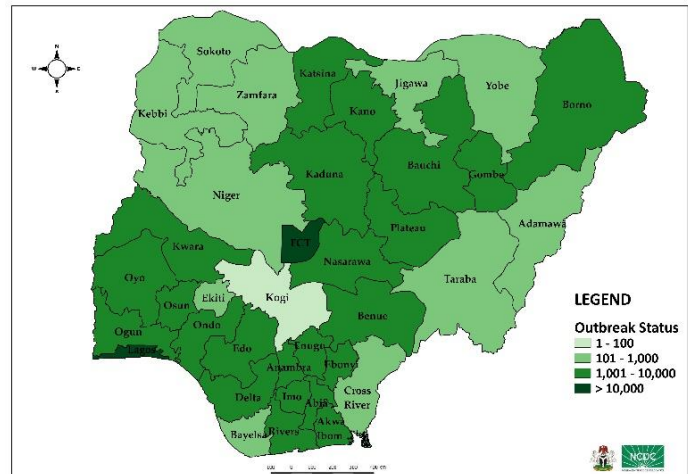 N
Sokoto
Katsina
Jigawa
Yobe
Zamfara
Borno
Kebbi
Kano
Kaduna
Bauchi
Gombe
Niger
Adamawa
Plateau
FCT
Kwara
Nasarawa
Taraba
Oyo
Kogi
Ekiti
Osun
Benue
Ogun
Ondo
Lagos
Edo
Enugu
Ebonyi
Anambra
Cross
River
Delta
Imo
Abia
Akwa
Ibom
Bayelsa
Rivers
LEGEND
Outbreak Status
1 - 100
101 - 1,000
1,001 - 10,000
> 10,000
NCDC